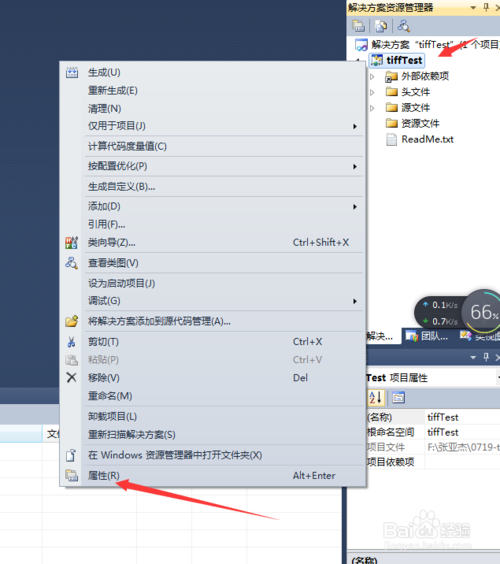 解决方案资源管理器
解决方案 "tiffTest" (1 个项目
tiffTest
外部依赖项
头文件
源文件
资源文件
ReadMe.txt
生成(U)
重新生成(E)
清理(N)
仅用于项目(J)
计算代码度量值(C)
按配置优化(P)
生成自定义(B)...
添加(D)
引用(F)...
类向导(Z)... Ctrl+Shift+X
查看类图(V)
设为启动项目(J)
调试(G)
将解决方案添加到源代码管理(A)...
剪切(T) Ctrl+X
粘贴(P) Ctrl+V
移除(V) Del
重命名(M)
卸载项目(L)
重新扫描解决方案(S)
在 Windows 资源管理器中打开文件夹(X)
属性(R) Alt+Enter
0.1K/s
0.7K/s
66%
解决... 团队...
Test 项目属性
(名称) tiffTest
根命名空间 tiffTest
项目文件 F:\张亚杰\0719-t
项目依赖项
(名称)
文件
Baidu经验